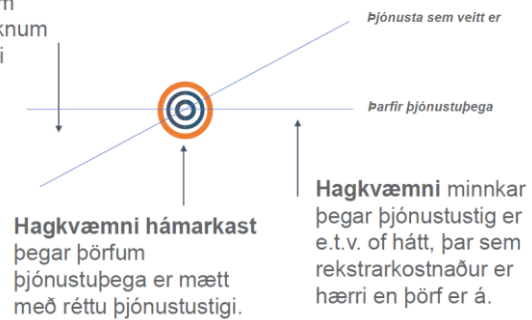 Þjónusta sem veitt er
Þarfir þjónustuþega
Hagkvæmni hámarkast
þegar þörfum
þjónustuþega er mætt
með réttu þjónustustigi.
Hagkvæmni minnkar
þegar þjónustustig er
e.t.v. of hátt, þar sem
rekstrarkostnaður er
hærri en þörf er á.